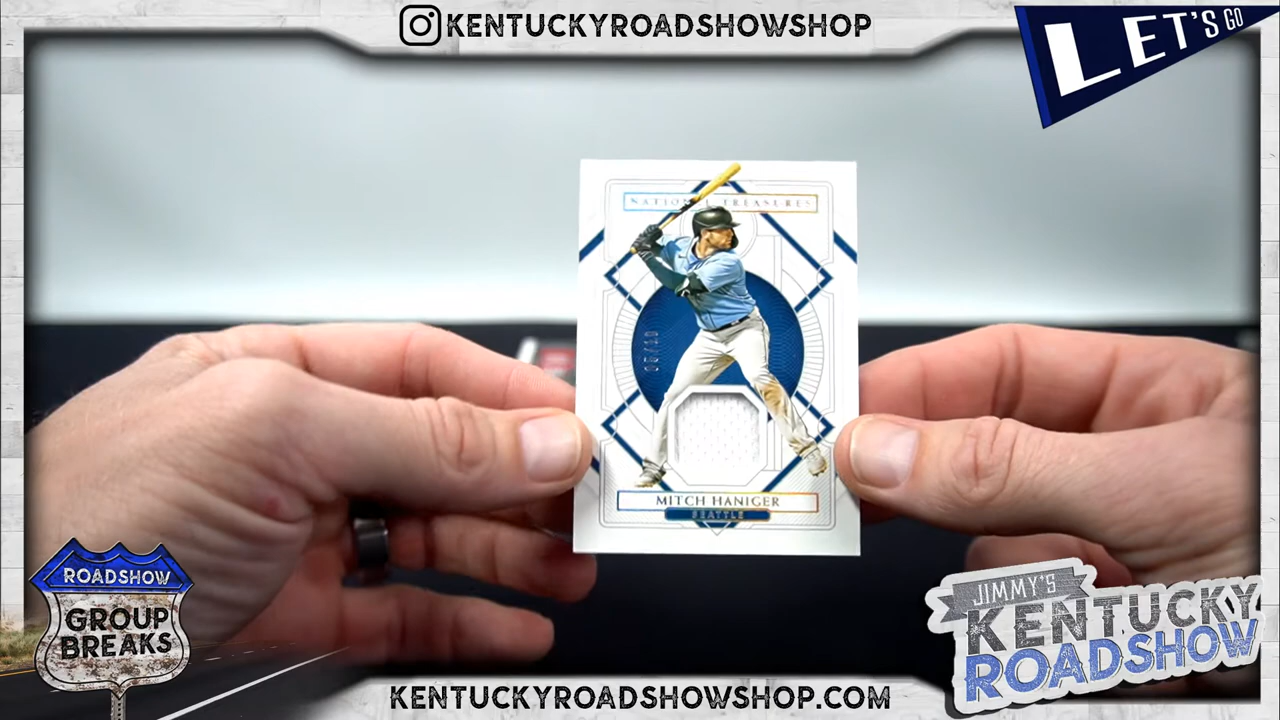 KENTUCKYROADSHOWSHOP
LET'S GO
NATIONAL TREASURES
MITCH HANIGER
SEATTLE
ROADSHOW
GROUP
BREAKS
JIMMY'S
KENTUCKY
ROADSHOW
KENTUCKYROADSHOWSHOP.COM